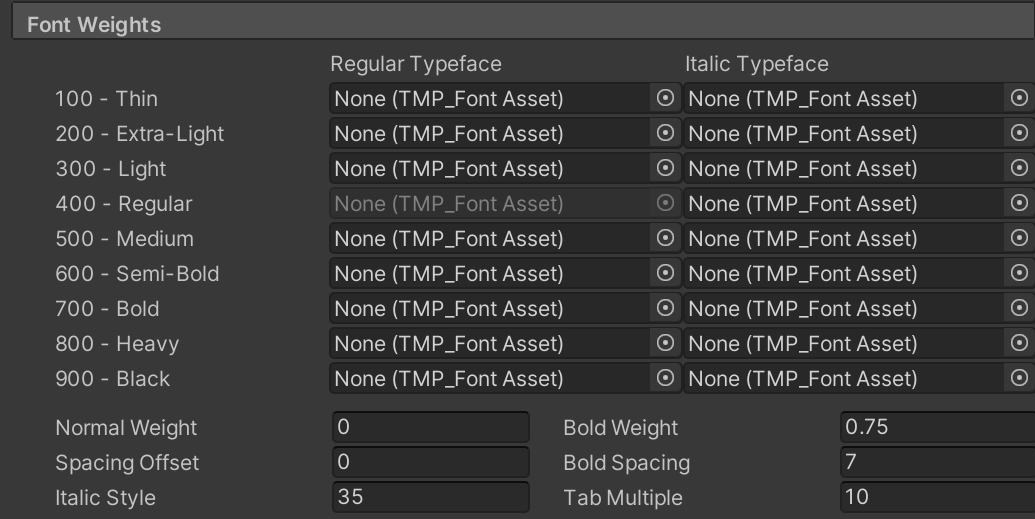 Font Weights
Regular Typeface Italic Typeface
100 - Thin None (TMP_Font Asset) None (TMP_Font Asset)
200 - Extra-Light None (TMP_Font Asset) None (TMP_Font Asset)
300 - Light None (TMP_Font Asset) None (TMP_Font Asset)
400 - Regular None (TMP_Font Asset) None (TMP_Font Asset)
500 - Medium None (TMP_Font Asset) None (TMP_Font Asset)
600 - Semi-Bold None (TMP_Font Asset) None (TMP_Font Asset)
700 - Bold None (TMP_Font Asset) None (TMP_Font Asset)
800 - Heavy None (TMP_Font Asset) None (TMP_Font Asset)
900 - Black None (TMP_Font Asset) None (TMP_Font Asset)
Normal Weight 0 Bold Weight 0.75
Spacing Offset 0 Bold Spacing 7
Italic Style 35 Tab Multiple 10